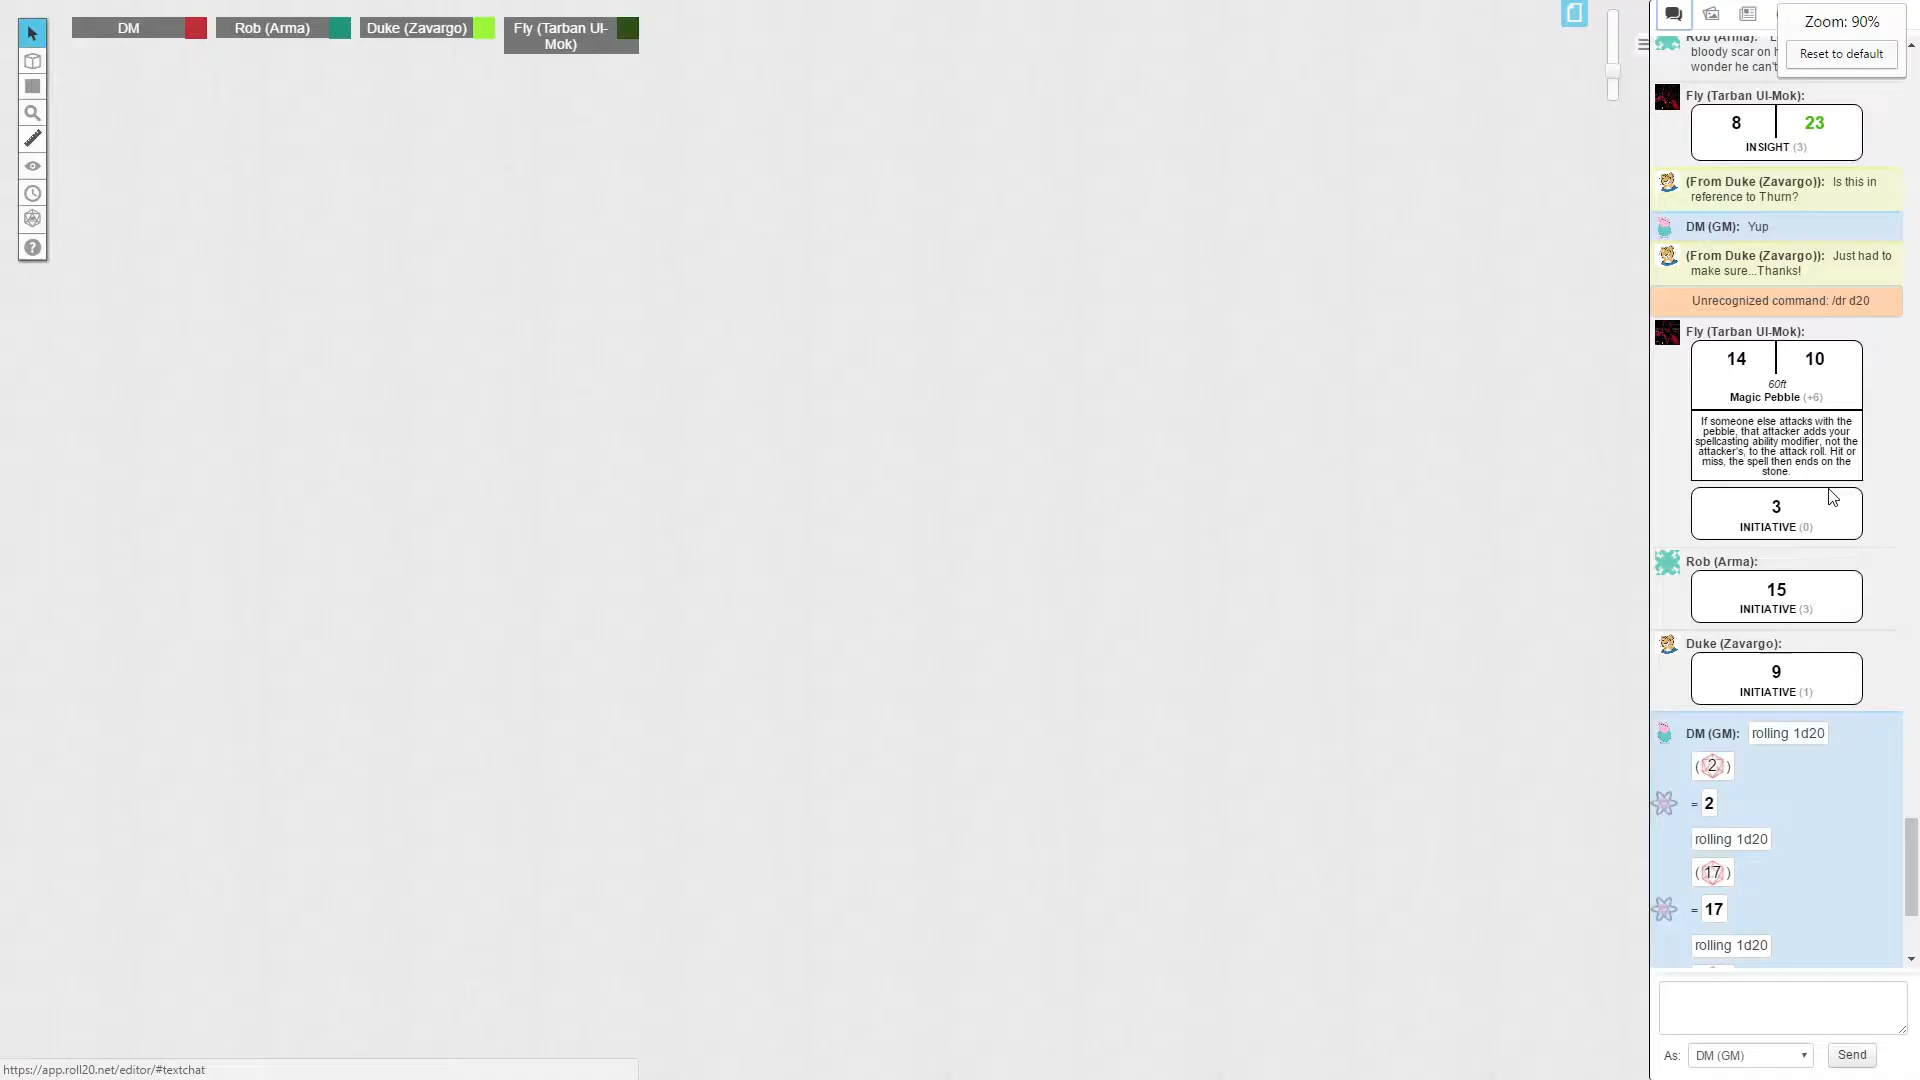 DM
Rob (Arma)
Duke (Zavargo)
Fly (Tarban Ul-
Mok)
Zoom: 90%
Reset to default
Rob (Arma):
bloody scar on h
wonder he can't
Fly (Tarban Ul-Mok):
8 23
INSIGHT (3)
(From Duke (Zavargo)): Is this in
reference to Thurn?
DM (GM): Yup
(From Duke (Zavargo)): Just had to
make sure...Thanks!
Unrecognized command: /dr d20
Fly (Tarban Ul-Mok):
14 10
60ft
Magic Pebble (+6)
If someone else attacks with the
pebble, that attacker adds your
spellcasting ability modifier, not the
attacker's, to the attack roll. Hit or
miss, the spell then ends on the
stone.
3
INITIATIVE (0)
Rob (Arma):
15
INITIATIVE (3)
Duke (Zavargo):
9
INITIATIVE (1)
DM (GM): rolling 1d20
(2)
= 2
rolling 1d20
(17)
= 17
rolling 1d20
As: DM (GM) Send
https://app.roll20.net/editor/#textchat